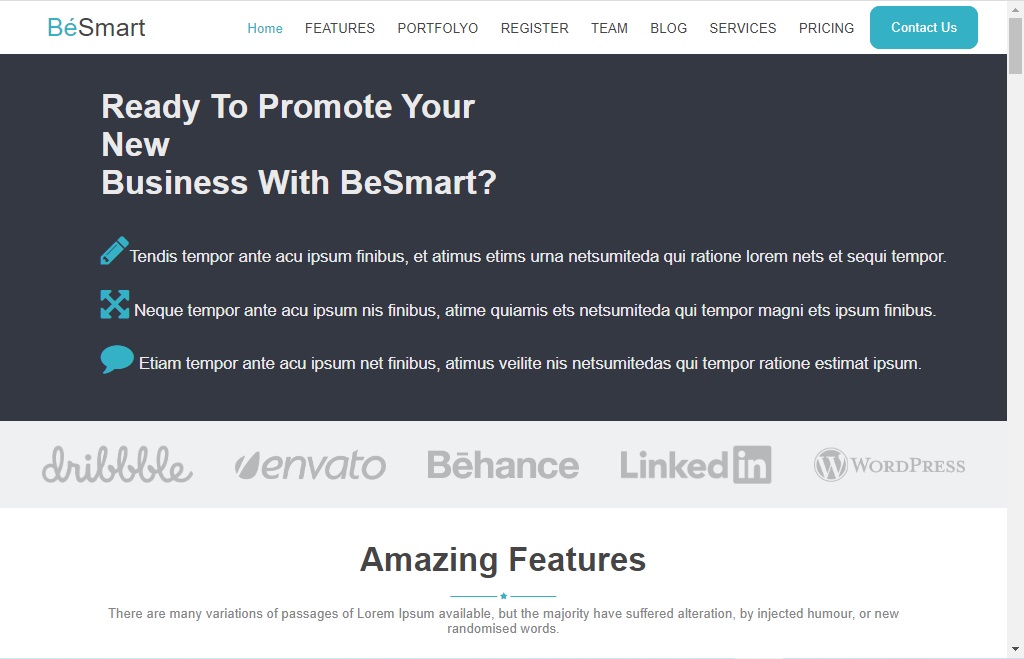 BéSmart
Home FEATURES PORTFOLYO REGISTER TEAM BLOG SERVICES PRICING Contact Us
Ready To Promote Your
New
Business With BeSmart?
Tendis tempor ante acu ipsum finibus, et atimus etims urna netsumiteda qui ratione lorem nets et sequi tempor.
Neque tempor ante acu ipsum nis finibus, atime quiamis ets netsumiteda qui tempor magni ets ipsum finibus.
Etiam tempor ante acu ipsum net finibus, atimus veilite nis netsumitedas qui tempor ratione estimat ipsum.
dribbble envato Bēhance Linked in WORDPRESS
Amazing Features
There are many variations of passages of Lorem Ipsum available, but the majority have suffered alteration, by injected humour, or new
randomised words.